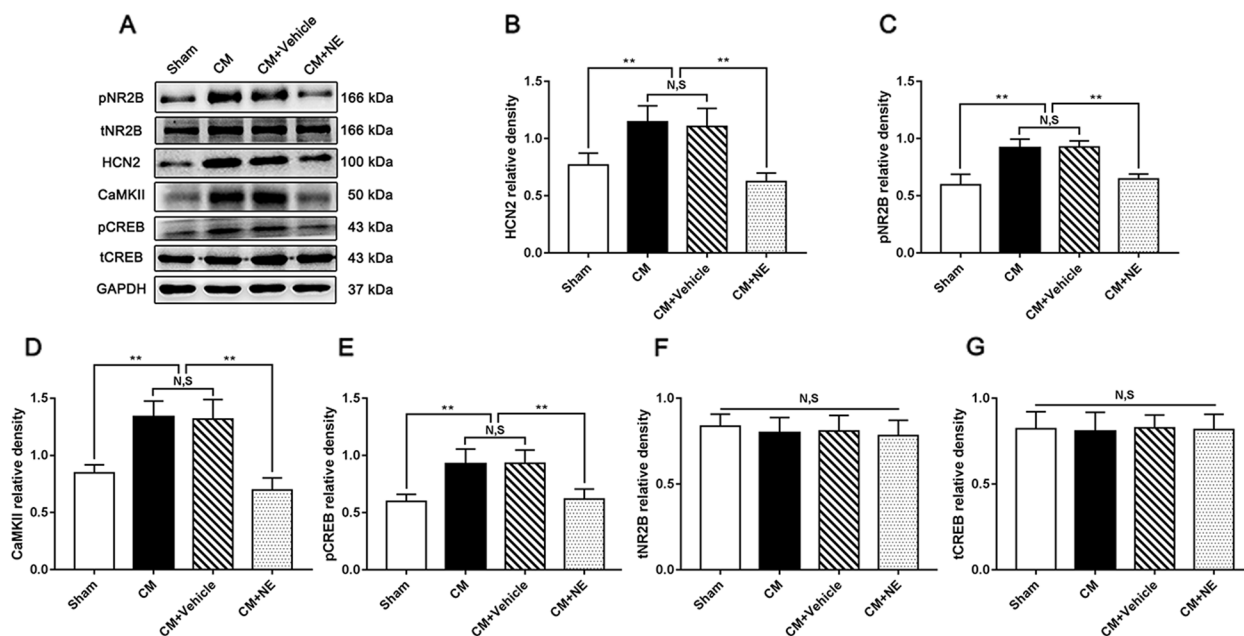 A
Sham CM CM+Vehicle CM+NE
pNR2B 166 kDa
tNR2B 166 kDa
HCN2 100 kDa
CaMKII 50 kDa
pCREB 43 kDa
tCREB 43 kDa
GAPDH 37 kDa
B
** **
N,S
HCN2 relative density
1.5
1.0
0.5
0.0
Sham CM CM+Vehicle CM+NE
C
** **
N,S
pNR2B relative density
1.5
1.0
0.5
0.0
Sham CM CM+Vehicle CM+NE
D
** **
N,S
CaMKII relative density
1.5
1.0
0.5
0.0
Sham CM CM+Vehicle CM+NE
E
** **
N,S
pCREB relative density
1.5
1.0
0.5
0.0
Sham CM CM+Vehicle CM+NE
F
N,S
tNR2B relative density
1.0
0.5
0.0
Sham CM CM+Vehicle CM+NE
G
N,S
tCREB relative density
1.0
0.5
0.0
Sham CM CM+Vehicle CM+NE